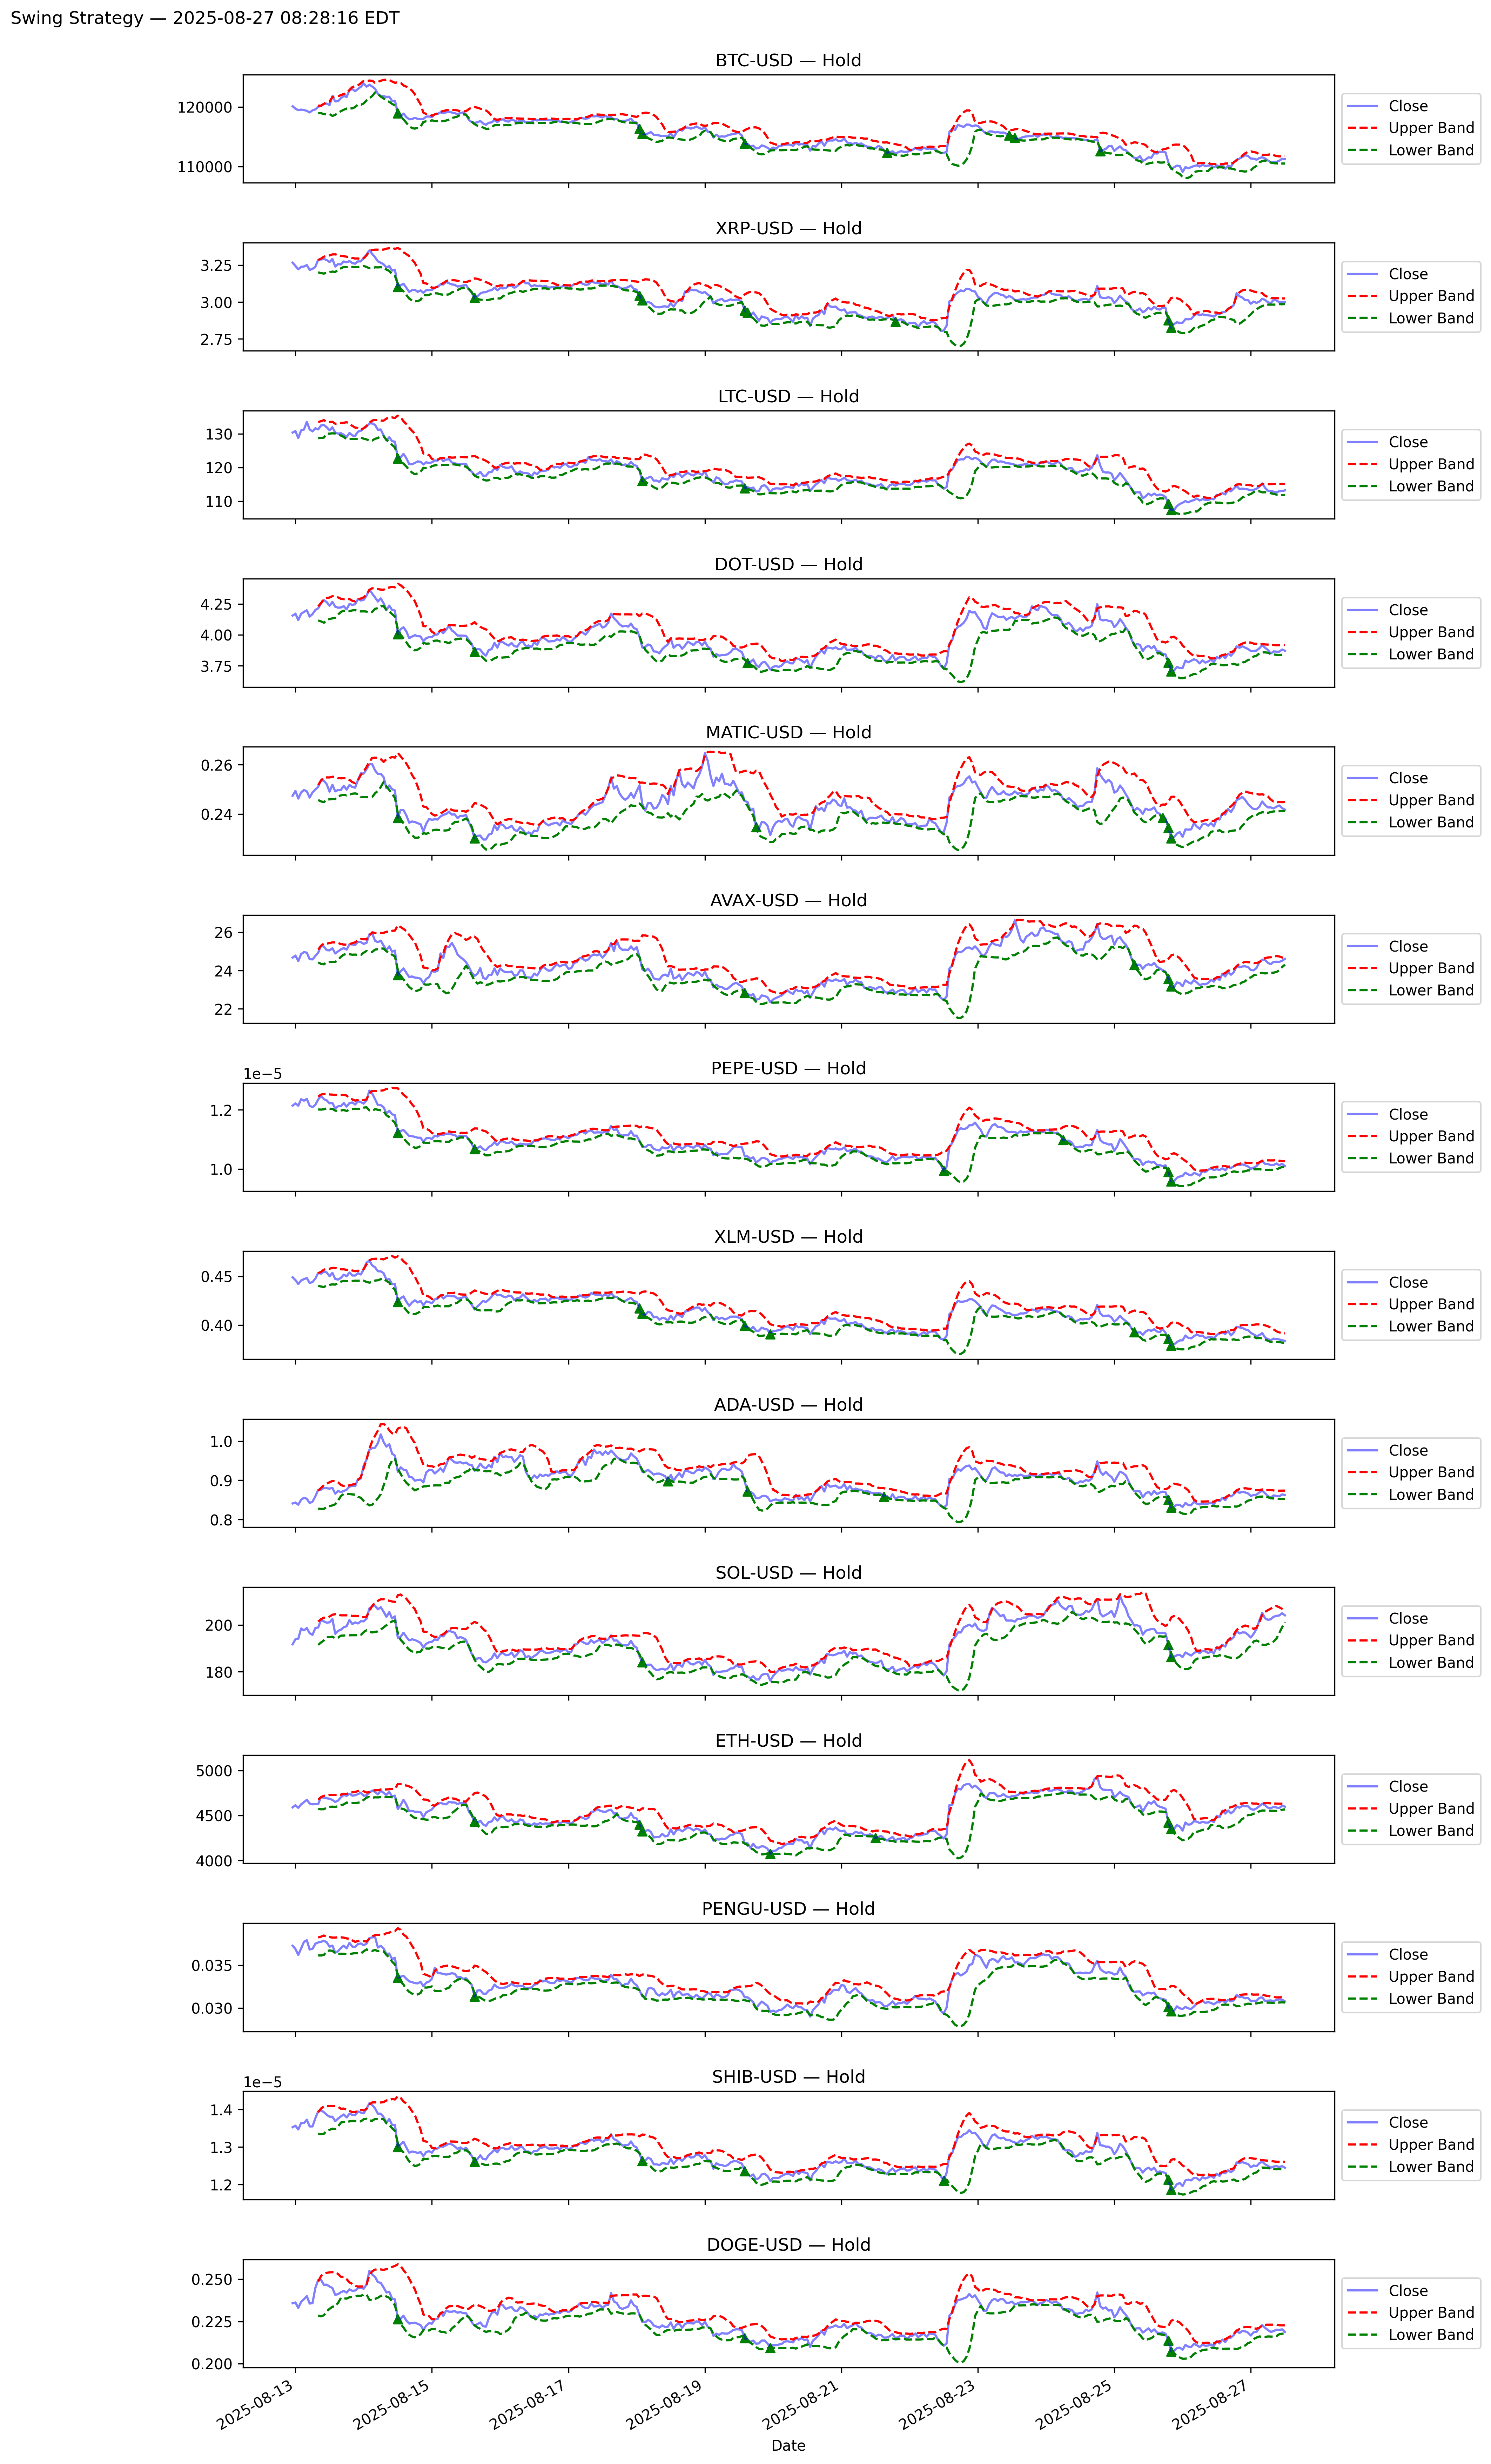 Swing Strategy — 2025-08-27 08:28:16 EDT
BTC-USD — Hold
120000
110000
Close
Upper Band
Lower Band
XRP-USD — Hold
3.25
3.00
2.75
Close
Upper Band
Lower Band
LTC-USD — Hold
130
120
110
Close
Upper Band
Lower Band
DOT-USD — Hold
4.25
4.00
3.75
Close
Upper Band
Lower Band
MATIC-USD — Hold
0.26
0.24
Close
Upper Band
Lower Band
AVAX-USD — Hold
26
24
22
Close
Upper Band
Lower Band
PEPE-USD — Hold
1e−5
1.2
1.0
Close
Upper Band
Lower Band
XLM-USD — Hold
0.45
0.40
Close
Upper Band
Lower Band
ADA-USD — Hold
1.0
0.9
0.8
Close
Upper Band
Lower Band
SOL-USD — Hold
200
180
Close
Upper Band
Lower Band
ETH-USD — Hold
5000
4500
4000
Close
Upper Band
Lower Band
PENGU-USD — Hold
0.035
0.030
Close
Upper Band
Lower Band
SHIB-USD — Hold
1e−5
1.4
1.3
1.2
Close
Upper Band
Lower Band
DOGE-USD — Hold
0.250
0.225
0.200
Close
Upper Band
Lower Band
2025-08-13
2025-08-15
2025-08-17
2025-08-19
2025-08-21
2025-08-23
2025-08-25
2025-08-27
Date